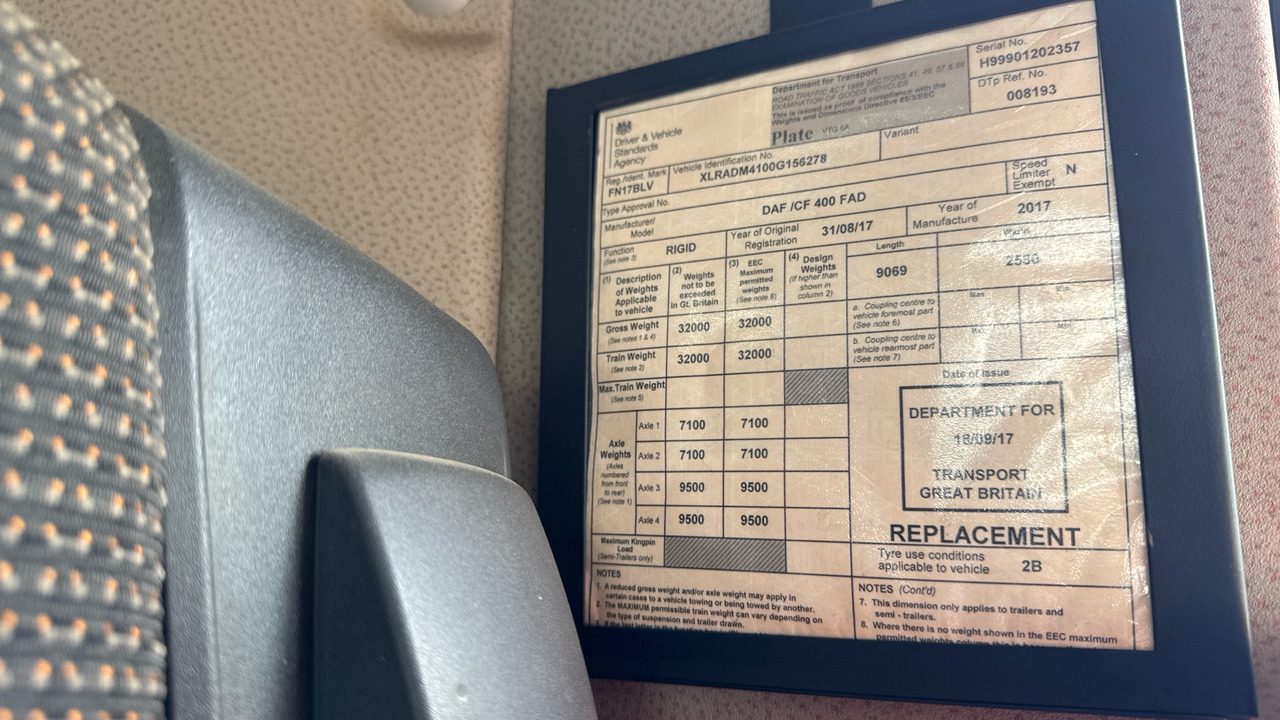 Serial No.
H99901202357
DTp Ref. No.
008193
Department for Transport
ROAD TRAFFIC ACT 1988 SECTIONS 41, 49, 57 & 58
EXAMINATION OF GOODS VEHICLES
This is issued as proof of compliance with the
Weights and Dimensions Directive 85/3/EEC
Plate VTG 6A
Driver & Vehicle
Standards
Agency
Variant
Reg./Ident. Mark
FN17BLV
Vehicle Identification No.
XLRADM4100G156278
Type Approval No.
Speed
Limiter
Exempt
N
Manufacturer/
Model
DAF /CF 400 FAD
Year of
Manufacture
2017
Function
(See note 3)
RIGID
Year of Original
Registration
31/08/17
Length
9069
Width
(1) Description
of Weights
Applicable
to vehicle
(2) Weights
not to be
exceeded
in Gt. Britain
(3) EEC
Maximum
permitted
weights
(See note 8)
(4) Design
Weights
(if higher than
shown in
column 2)
Gross Weight
(See notes 1 & 4)
32000 32000
Train Weight
(See note 2)
32000 32000
Max.Train Weight
(See note 5)
a. Coupling centre to
vehicle foremost part
(See note 6)
Max Min
b. Coupling centre to
vehicle rearmost part
(See note 7)
Max Min
Axle
Weights
(Axles
numbered
from front
to rear)
(See note 1)
Axle 1 7100 7100
Axle 2 7100 7100
Axle 3 9500 9500
Axle 4 9500 9500
Maximum Kingpin
Load
(Semi-Trailers only)
Date of Issue
DEPARTMENT FOR
18/09/17
TRANSPORT
GREAT BRITAIN
REPLACEMENT
Tyre use conditions
applicable to vehicle
2B
NOTES
1. A reduced gross weight and/or axle weight may apply in
certain cases to a vehicle towing or being towed by another.
2. The MAXIMUM permissible train weight can vary depending on
the type of suspension and trailer drawn.
NOTES (Cont'd)
7. This dimension only applies to trailers and
semi - trailers.
8. Where there is no weight shown in the EEC maximum
permitted weights column this is